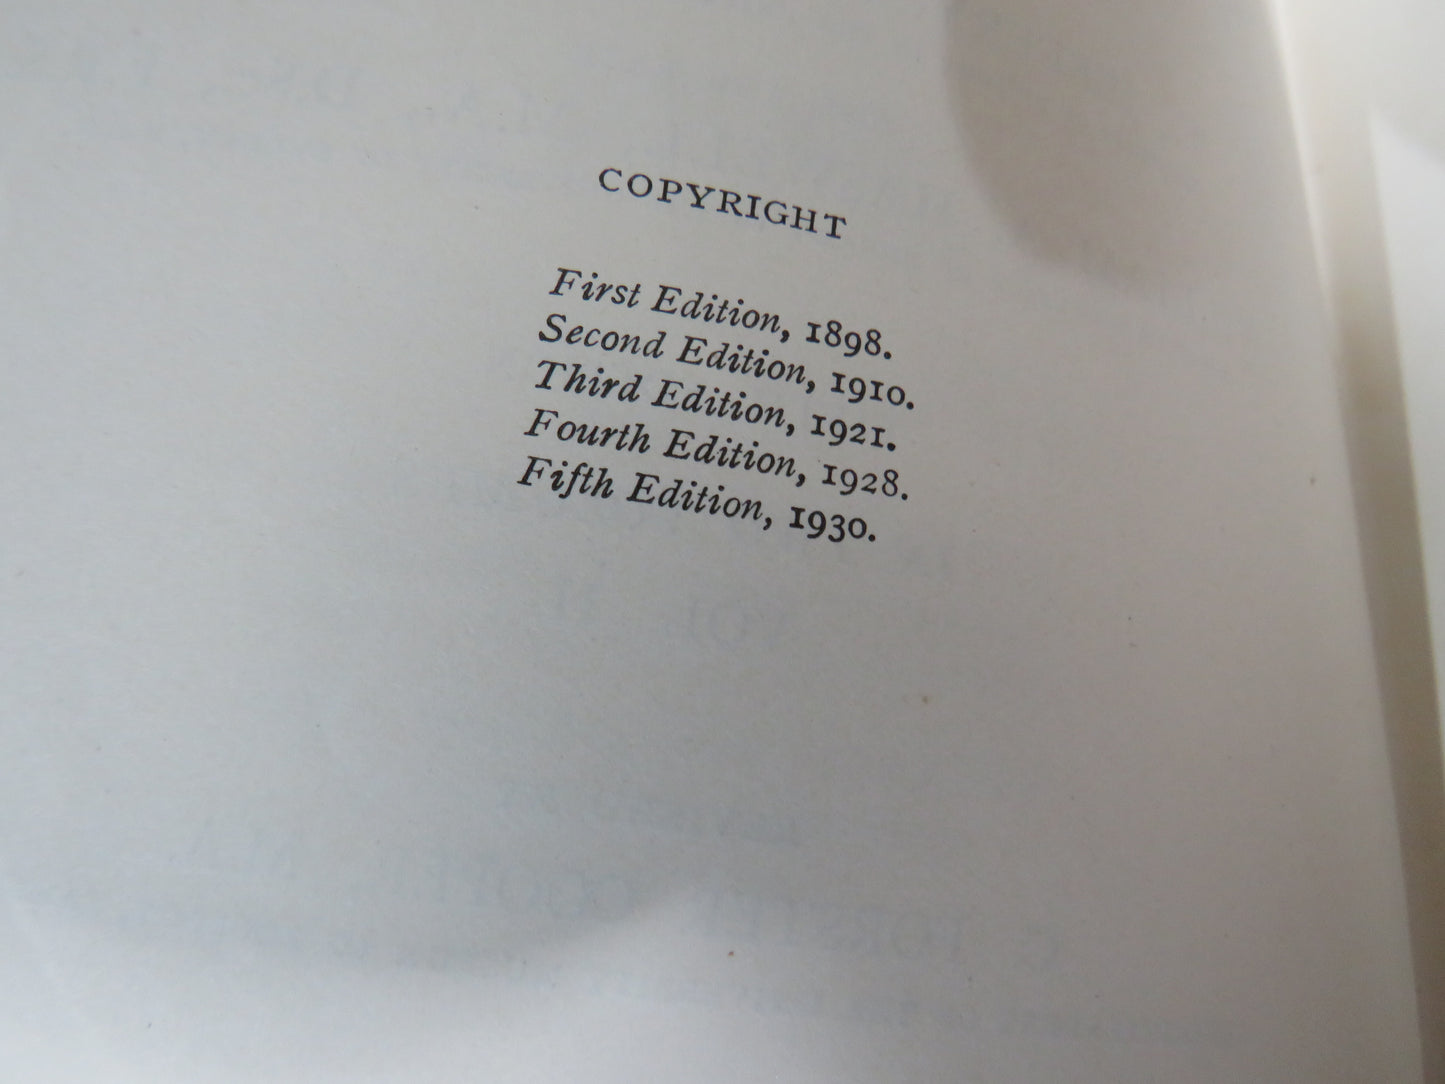 COPYRIGHT
First Edition, 1898.
Second Edition, 1910.
Third Edition, 1921.
Fourth Edition, 1928.
Fifth Edition, 1930.